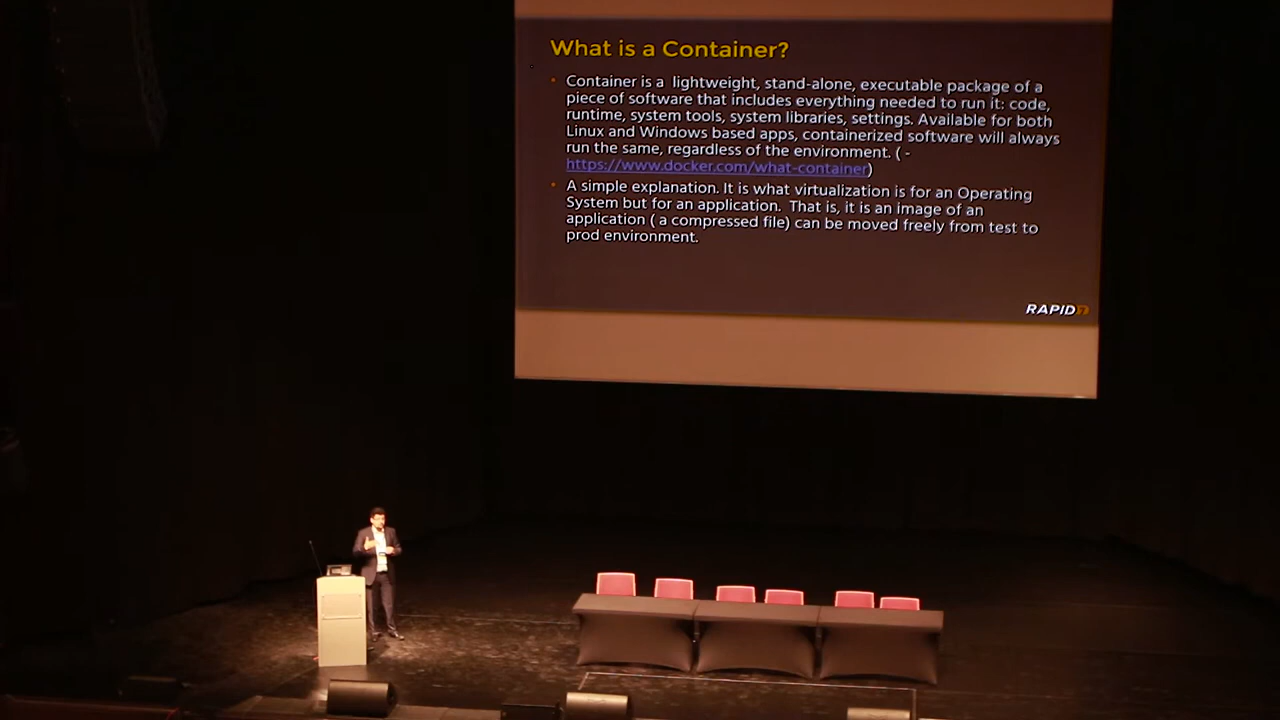 What is a Container?
• Container is a lightweight, stand-alone, executable package of a
piece of software that includes everything needed to run it: code,
runtime, system tools, system libraries, settings. Available for both
Linux and Windows based apps, containerized software will always
run the same, regardless of the environment. ( -
https://www.docker.com/what-container)
• A simple explanation. It is what virtualization is for an Operating
System but for an application. That is, it is an image of an
application ( a compressed file) can be moved freely from test to
prod environment.
RAPID7